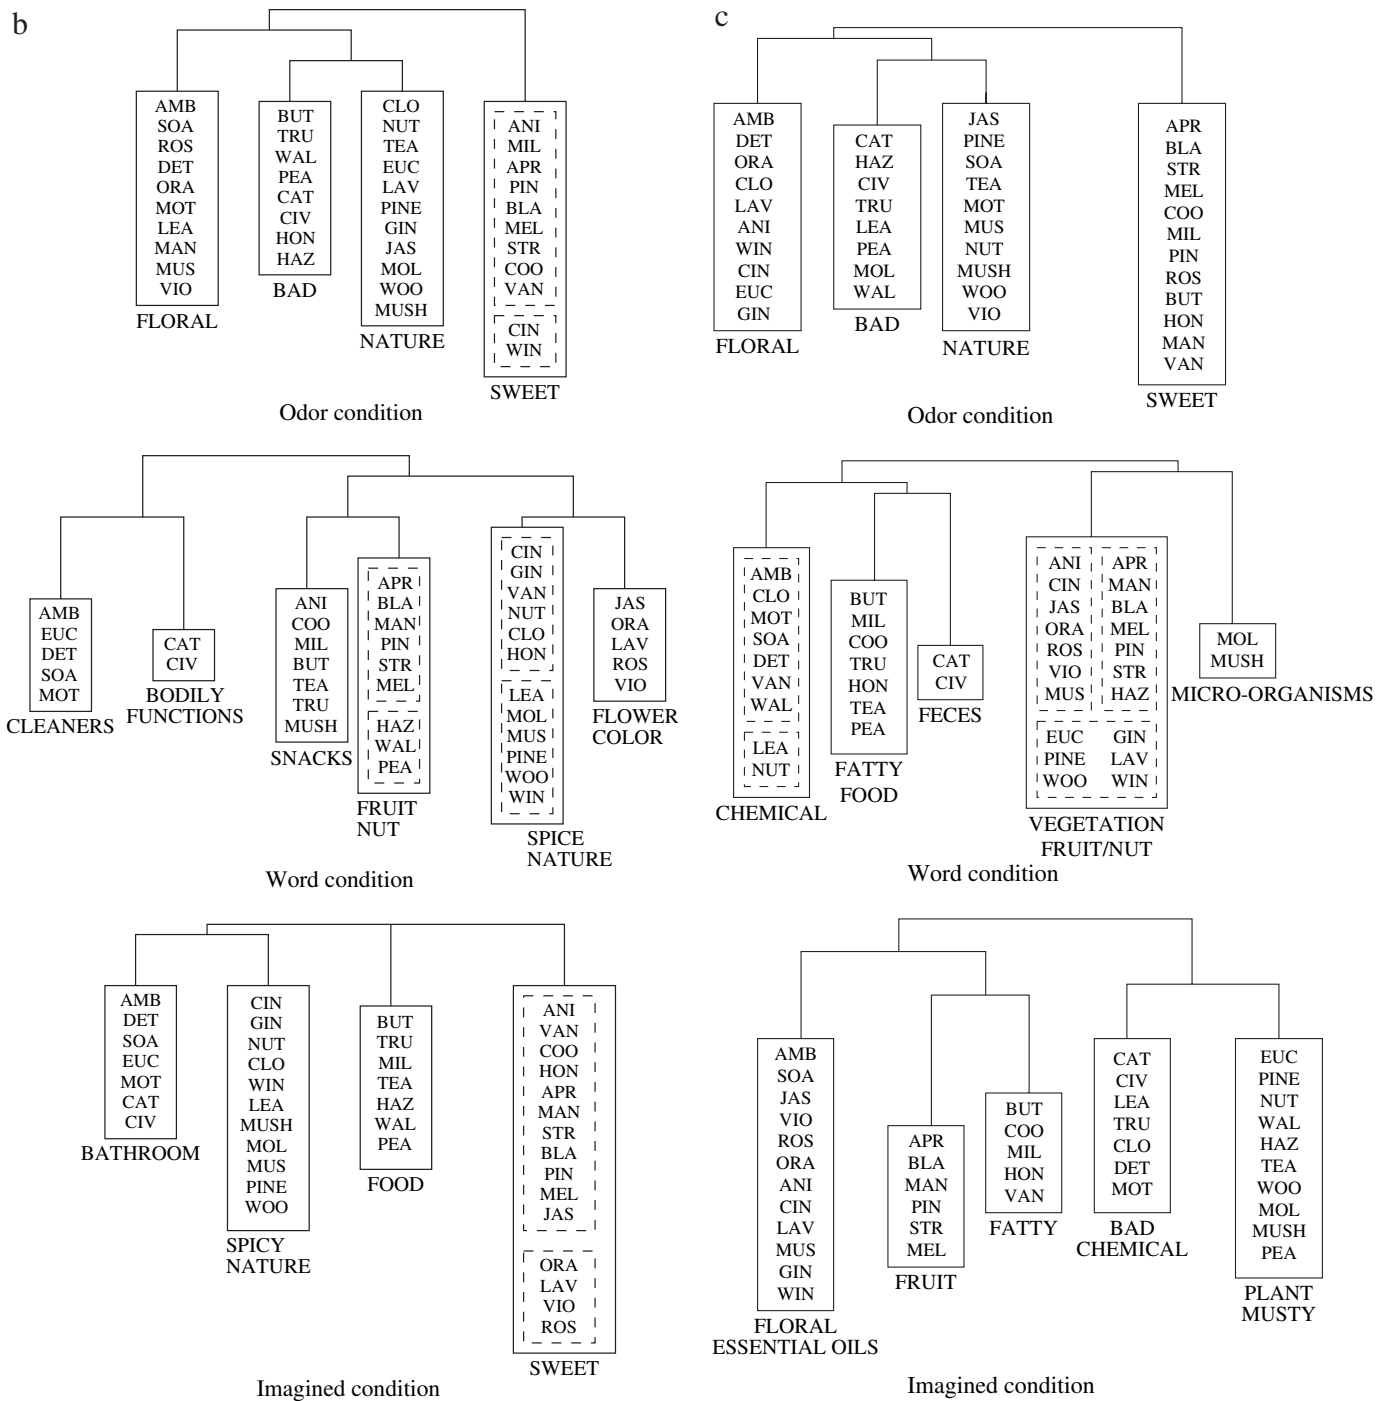 b
AMB
SOA
ROS
DET
ORA
MOT
LEA
MAN
MUS
VIO
FLORAL
BUT
TRU
WAL
PEA
CAT
CIV
HON
HAZ
BAD
CLO
NUT
TEA
EUC
LAV
PINE
GIN
JAS
MOL
WOO
MUSH
NATURE
ANI
MIL
APR
PIN
BLA
MEL
STR
COO
VAN
CIN
WIN
SWEET
Odor condition
AMB
EUC
DET
SOA
MOT
CLEANERS
CAT
CIV
BODILY
FUNCTIONS
ANI
COO
MIL
BUT
TEA
TRU
MUSH
SNACKS
APR
BLA
MAN
PIN
STR
MEL
HAZ
WAL
PEA
FRUIT
NUT
CIN
GIN
VAN
NUT
CLO
HON
LEA
MOL
MUS
PINE
WOO
WIN
SPICE
NATURE
JAS
ORA
LAV
ROS
VIO
FLOWER
COLOR
Word condition
AMB
DET
SOA
EUC
MOT
CAT
CIV
BATHROOM
CIN
GIN
NUT
CLO
WIN
LEA
MUSH
MOL
MUS
PINE
WOO
SPICY
NATURE
BUT
TRU
MIL
TEA
HAZ
WAL
PEA
FOOD
ANI
VAN
COO
HON
APR
MAN
STR
BLA
PIN
MEL
JAS
ORA
LAV
VIO
ROS
SWEET
Imagined condition
c
AMB
DET
ORA
CLO
LAV
ANI
WIN
CIN
EUC
GIN
FLORAL
CAT
HAZ
CIV
TRU
LEA
PEA
MOL
WAL
BAD
JAS
PINE
SOA
TEA
MOT
MUS
NUT
MUSH
WOO
VIO
NATURE
APR
BLA
STR
MEL
COO
MIL
PIN
ROS
BUT
HON
MAN
VAN
SWEET
Odor condition
AMB
CLO
MOT
SOA
DET
VAN
WAL
LEA
NUT
CHEMICAL
BUT
MIL
COO
TRU
HON
TEA
PEA
FATTY
FOOD
CAT
CIV
FECES
ANI
CIN
JAS
ORA
ROS
VIO
MUS
APR
MAN
BLA
MEL
PIN
STR
HAZ
EUC GIN
PINE LAV
WOO WIN
VEGETATION
FRUIT/NUT
MOL
MUSH
MICRO-ORGANISMS
Word condition
AMB
SOA
JAS
VIO
ROS
ORA
ANI
CIN
LAV
MUS
GIN
WIN
FLORAL
ESSENTIAL OILS
APR
BLA
MAN
PIN
STR
MEL
FRUIT
BUT
COO
MIL
HON
VAN
FATTY
CAT
CIV
LEA
TRU
CLO
DET
MOT
BAD
CHEMICAL
EUC
PINE
NUT
WAL
HAZ
TEA
WOO
MOL
MUSH
PEA
PLANT
MUSTY
Imagined condition